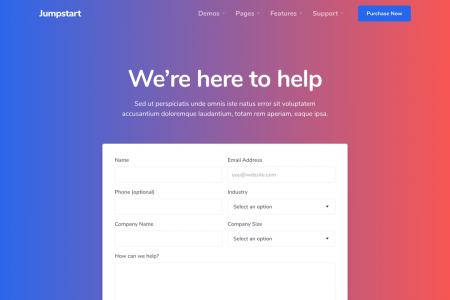 Jumpstart
Demos Pages Features Support Purchase Now
We're here to help
Sed ut perspiciatis unde omnis iste natus error sit voluptatem
accusantium doloremque laudantium, totam rem aperiam, eaque ipsa.
Name Email Address
you@website.com
Phone (optional) Industry
Select an option
Company Name Company Size
Select an option
How can we help?